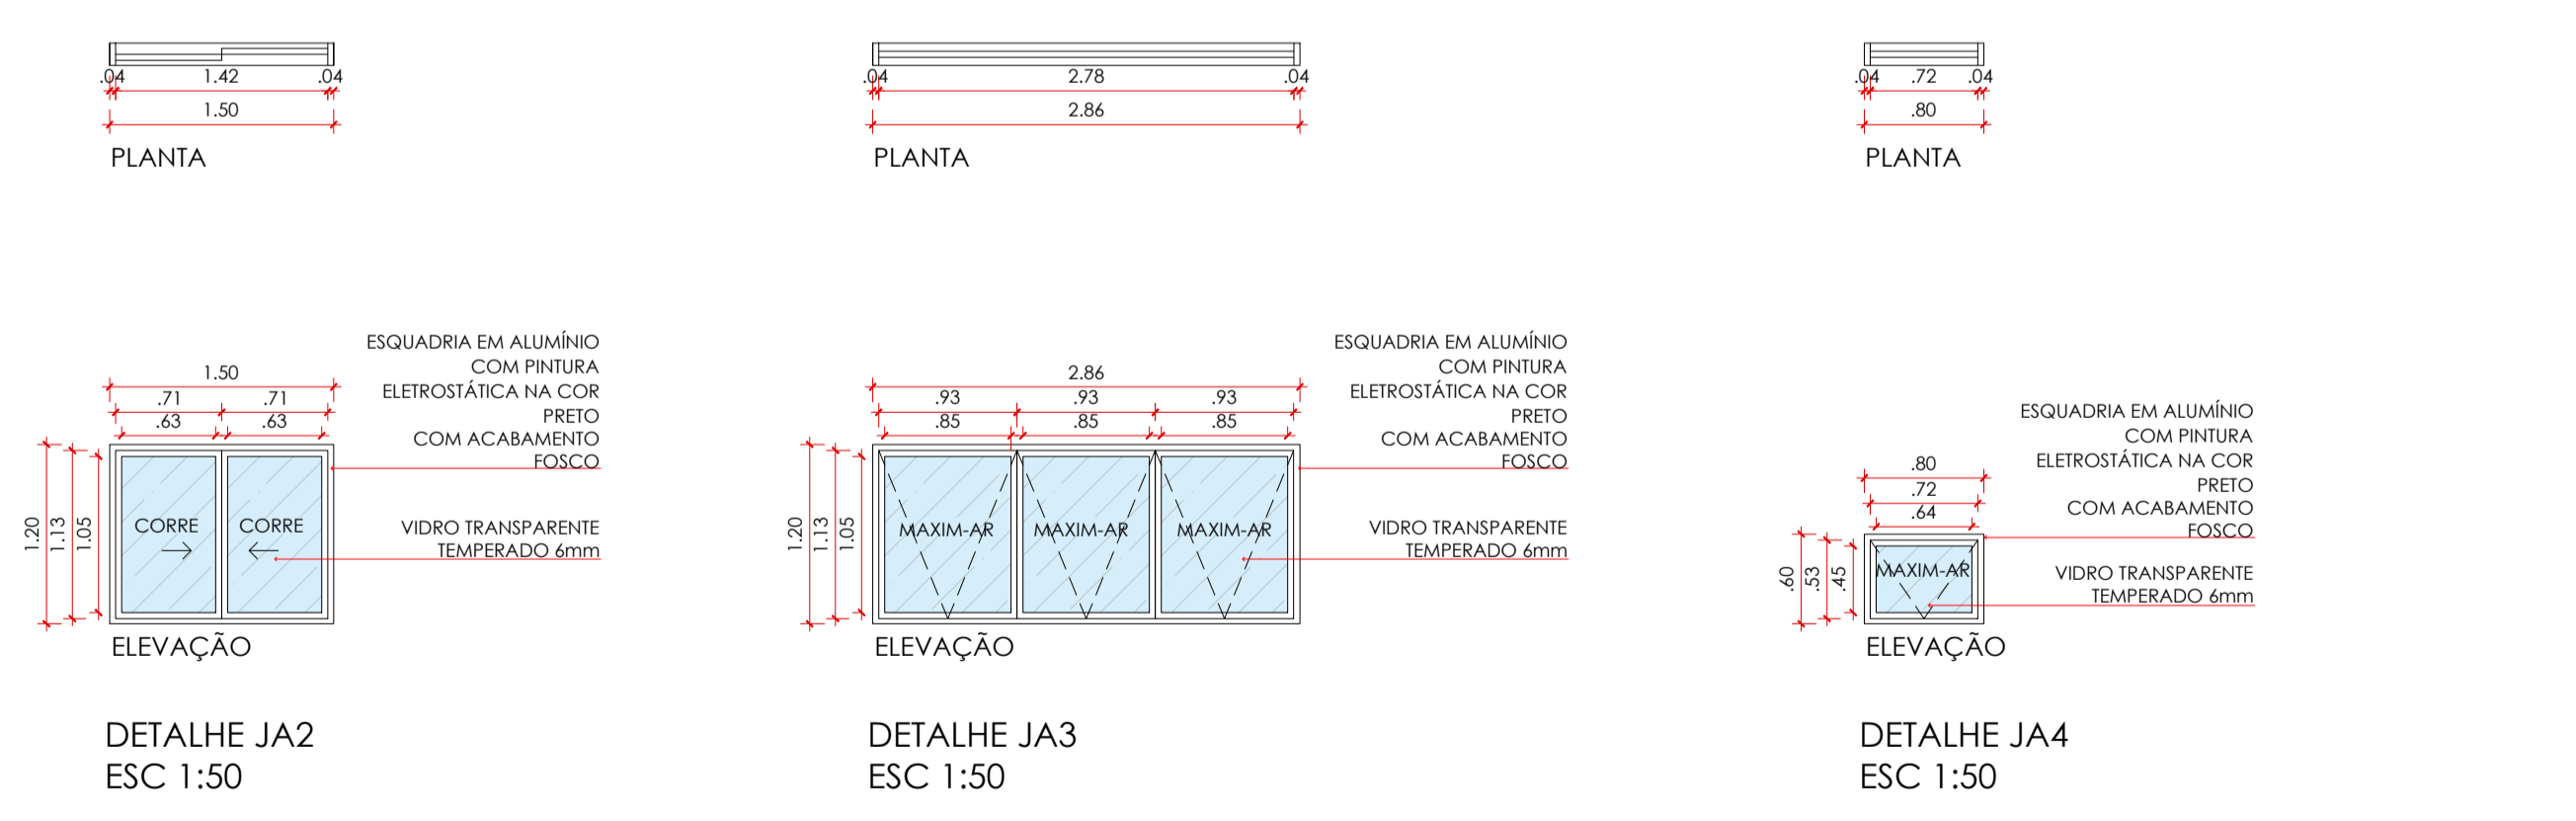 .04
1.42
.04
1.50
PLANTA
ESQUADRIA EM ALUMÍNIO
COM PINTURA
ELETROSTÁTICA NA COR
PRETO
COM ACABAMENTO
FOSCO
1.50
.71
.71
.63
.63
1.20
1.13
1.05
CORRE
CORRE
VIDRO TRANSPARENTE
TEMPERADO 6mm
ELEVAÇÃO
DETALHE JA2
ESC 1:50
.04
2.78
.04
2.86
PLANTA
ESQUADRIA EM ALUMÍNIO
COM PINTURA
ELETROSTÁTICA NA COR
PRETO
COM ACABAMENTO
FOSCO
2.86
.93
.93
.93
.85
.85
.85
1.20
1.13
1.05
MAXIM-AR
MAXIM-AR
MAXIM-AR
VIDRO TRANSPARENTE
TEMPERADO 6mm
ELEVAÇÃO
DETALHE JA3
ESC 1:50
.04
.72
.04
.80
PLANTA
ESQUADRIA EM ALUMÍNIO
COM PINTURA
ELETROSTÁTICA NA COR
PRETO
COM ACABAMENTO
FOSCO
.80
.72
.64
.60
.53
.45
MAXIM-AR
VIDRO TRANSPARENTE
TEMPERADO 6mm
ELEVAÇÃO
DETALHE JA4
ESC 1:50